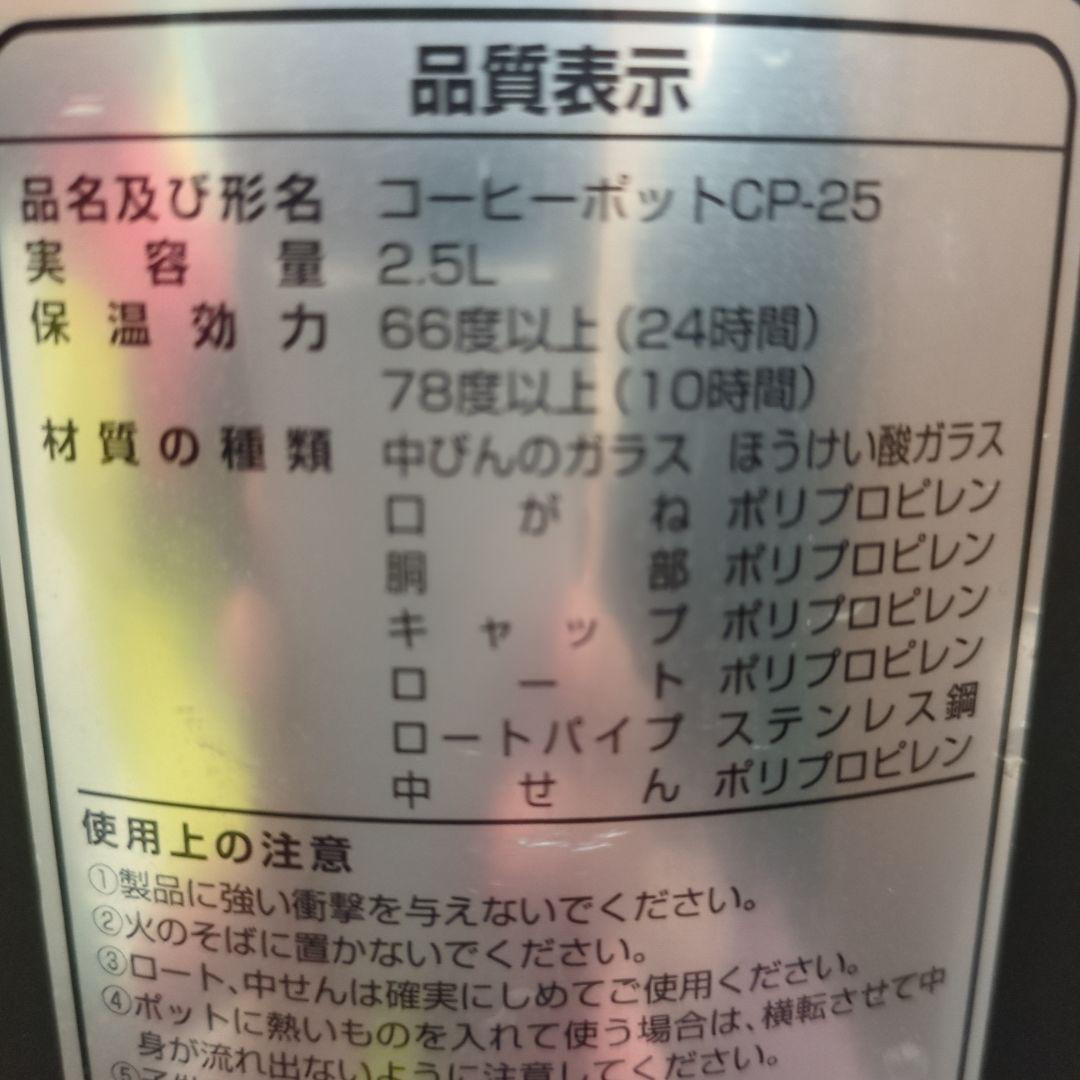 品質表示
品名及び形名 コーヒーポットCP-25
実容量 2.5L
保温効力 66度以上(24時間)
78度以上(10時間)
材質の種類 中びんのガラス ほうけい酸ガラス
口がね ポリプロピレン
胴部 ポリプロピレン
キャップ ポリプロピレン
ロート ポリプロピレン
ロートパイプ ステンレス鋼
中せん ポリプロピレン
使用上の注意
①製品に強い衝撃を与えないでください。
②火のそばに置かないでください。
③ロート、中せんは確実にしめてご使用ください。
④ポットに熱いものを入れて使う場合は、横転させて中
身が流れ出ないように注意してください。
⑤